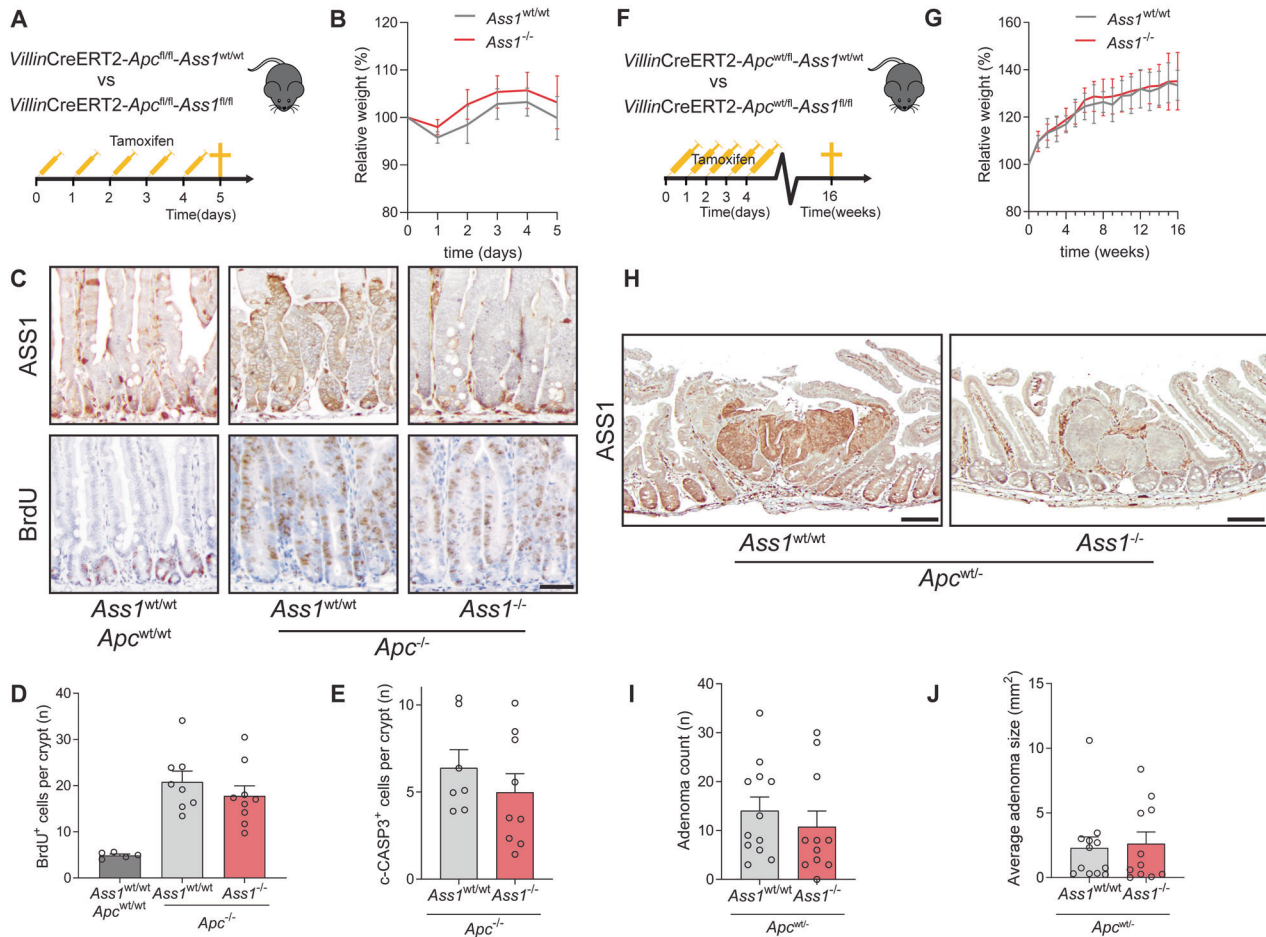 A
VillinCreERT2-Apcfl/fl-Ass1wt/wt
vs
VillinCreERT2-Apcfl/fl-Ass1fl/fl
Tamoxifen
0 1 2 3 4 5
Time(days)
B
Ass1wt/wt
Ass1-/-
Relative weight (%)
120
110
100
90
80
0 1 2 3 4 5
time (days)
F
VillinCreERT2-Apcwt/fl-Ass1wt/wt
vs
VillinCreERT2-Apcwt/fl-Ass1fl/fl
Tamoxifen
0 1 2 3 4 16
Time(days) Time(weeks)
G
Ass1wt/wt
Ass1-/-
Relative weight (%)
160
140
120
100
80
0 4 8 12 16
time (weeks)
C
ASS1
BrdU
Ass1wt/wt Ass1wt/wt Ass1-/-
Apcwt/wt
Apc-/-
H
ASS1
Ass1wt/wt Ass1-/-
Apcwt/-
D
BrdU+ cells per crypt (n)
40
30
20
10
0
Ass1wt/wt Ass1wt/wt Ass1-/-
Apcwt/wt
Apc-/-
E
c-CASP3+ cells per crypt (n)
10
5
0
Ass1wt/wt Ass1-/-
Apc-/-
I
Adenoma count (n)
40
30
20
10
0
Ass1wt/wt Ass1-/-
Apcwt/-
J
Average adenoma size (mm2)
15
10
5
0
Ass1wt/wt Ass1-/-
Apcwt/-